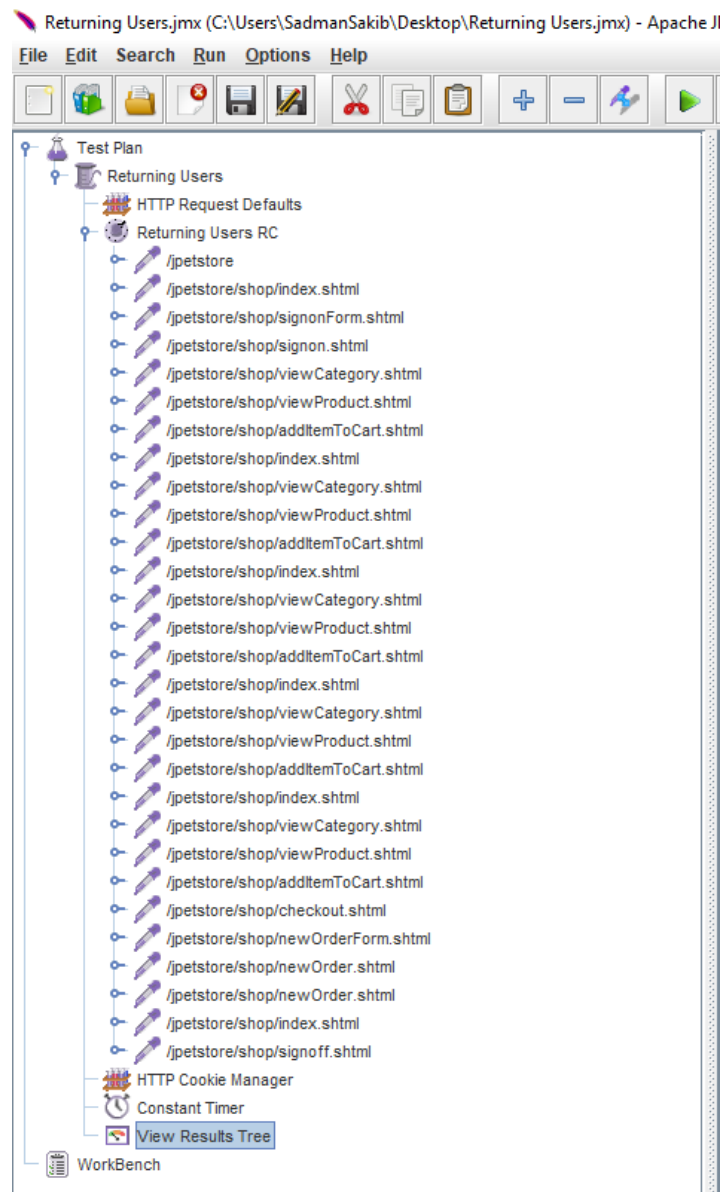 Returning Users.jmx (C:\Users\SadmanSakib\Desktop\Returning Users.jmx) - Apache JI
File Edit Search Run Options Help
Test Plan
Returning Users
HTTP Request Defaults
Returning Users RC
/jpetstore
/jpetstore/shop/index.shtml
/jpetstore/shop/signonForm.shtml
/jpetstore/shop/signon.shtml
/jpetstore/shop/viewCategory.shtml
/jpetstore/shop/viewProduct.shtml
/jpetstore/shop/addItemToCart.shtml
/jpetstore/shop/index.shtml
/jpetstore/shop/viewCategory.shtml
/jpetstore/shop/viewProduct.shtml
/jpetstore/shop/addItemToCart.shtml
/jpetstore/shop/index.shtml
/jpetstore/shop/viewCategory.shtml
/jpetstore/shop/viewProduct.shtml
/jpetstore/shop/addItemToCart.shtml
/jpetstore/shop/index.shtml
/jpetstore/shop/viewCategory.shtml
/jpetstore/shop/viewProduct.shtml
/jpetstore/shop/addItemToCart.shtml
/jpetstore/shop/index.shtml
/jpetstore/shop/viewCategory.shtml
/jpetstore/shop/viewProduct.shtml
/jpetstore/shop/addItemToCart.shtml
/jpetstore/shop/checkout.shtml
/jpetstore/shop/newOrderForm.shtml
/jpetstore/shop/newOrder.shtml
/jpetstore/shop/newOrder.shtml
/jpetstore/shop/index.shtml
/jpetstore/shop/signoff.shtml
HTTP Cookie Manager
Constant Timer
View Results Tree
WorkBench